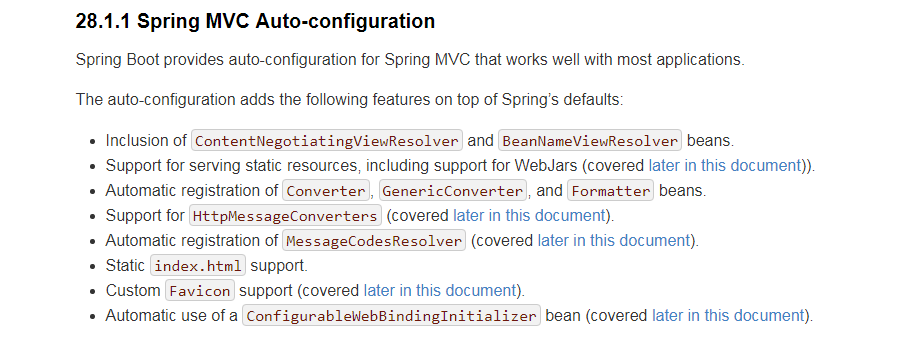 28.1.1 Spring MVC Auto-configuration
Spring Boot provides auto-configuration for Spring MVC that works well with most applications.
The auto-configuration adds the following features on top of Spring’s defaults:
• Inclusion of ContentNegotiatingViewResolver and BeanNameViewResolver beans.
• Support for serving static resources, including support for WebJars (covered later in this document)).
• Automatic registration of Converter, GenericConverter, and Formatter beans.
• Support for HttpMessageConverters (covered later in this document).
• Automatic registration of MessageCodesResolver (covered later in this document).
• Static index.html support.
• Custom Favicon support (covered later in this document).
• Automatic use of a ConfigurableWebBindingInitializer bean (covered later in this document).